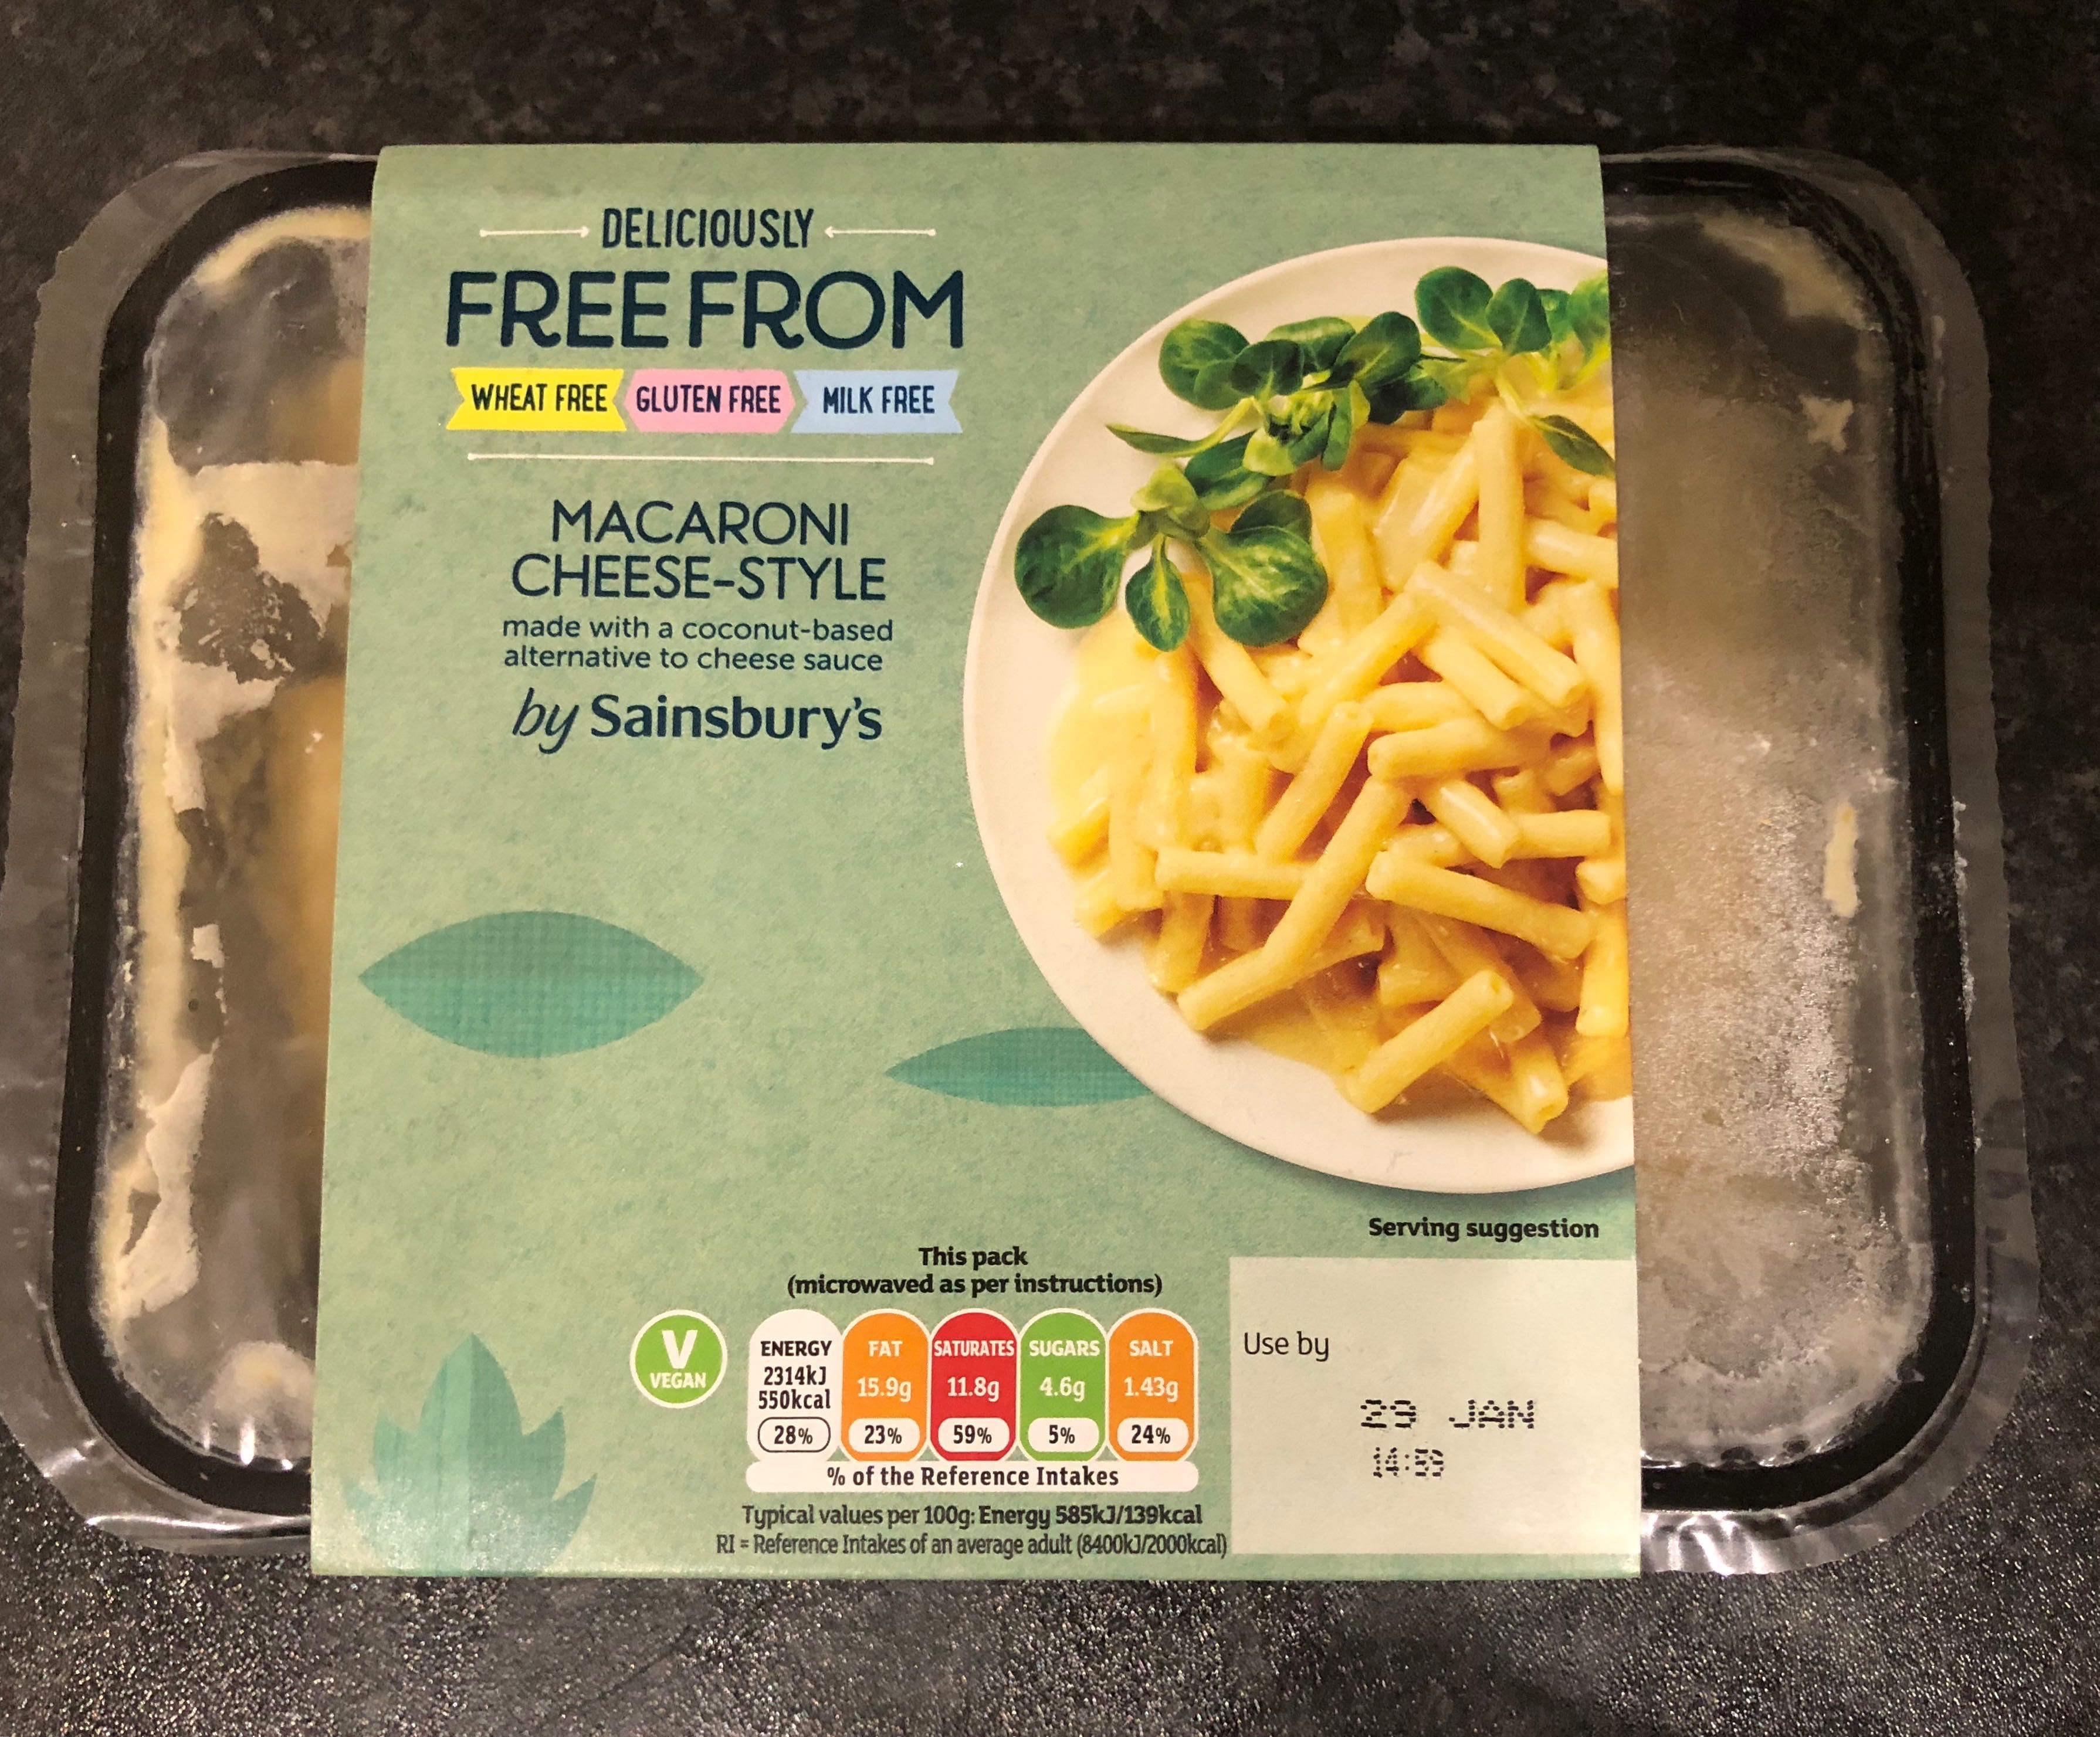 DELICIOUSLY
FREE FROM
WHEAT FREE GLUTEN FREE MILK FREE
MACARONI
CHEESE-STYLE
made with a coconut-based
alternative to cheese sauce
by Sainsbury's
Serving suggestion
This pack
(microwaved as per instructions)
V
VEGAN
ENERGY FAT SATURATES SUGARS SALT
2314kJ
550kcal 15.9g 11.8g 4.6g 1.43g
28% 23% 59% 5% 24%
% of the Reference Intakes
Typical values per 100g: Energy 585kJ/139kcal
RI = Reference Intakes of an average adult (8400kJ/2000kcal)
Use by
29 JAN
14:59